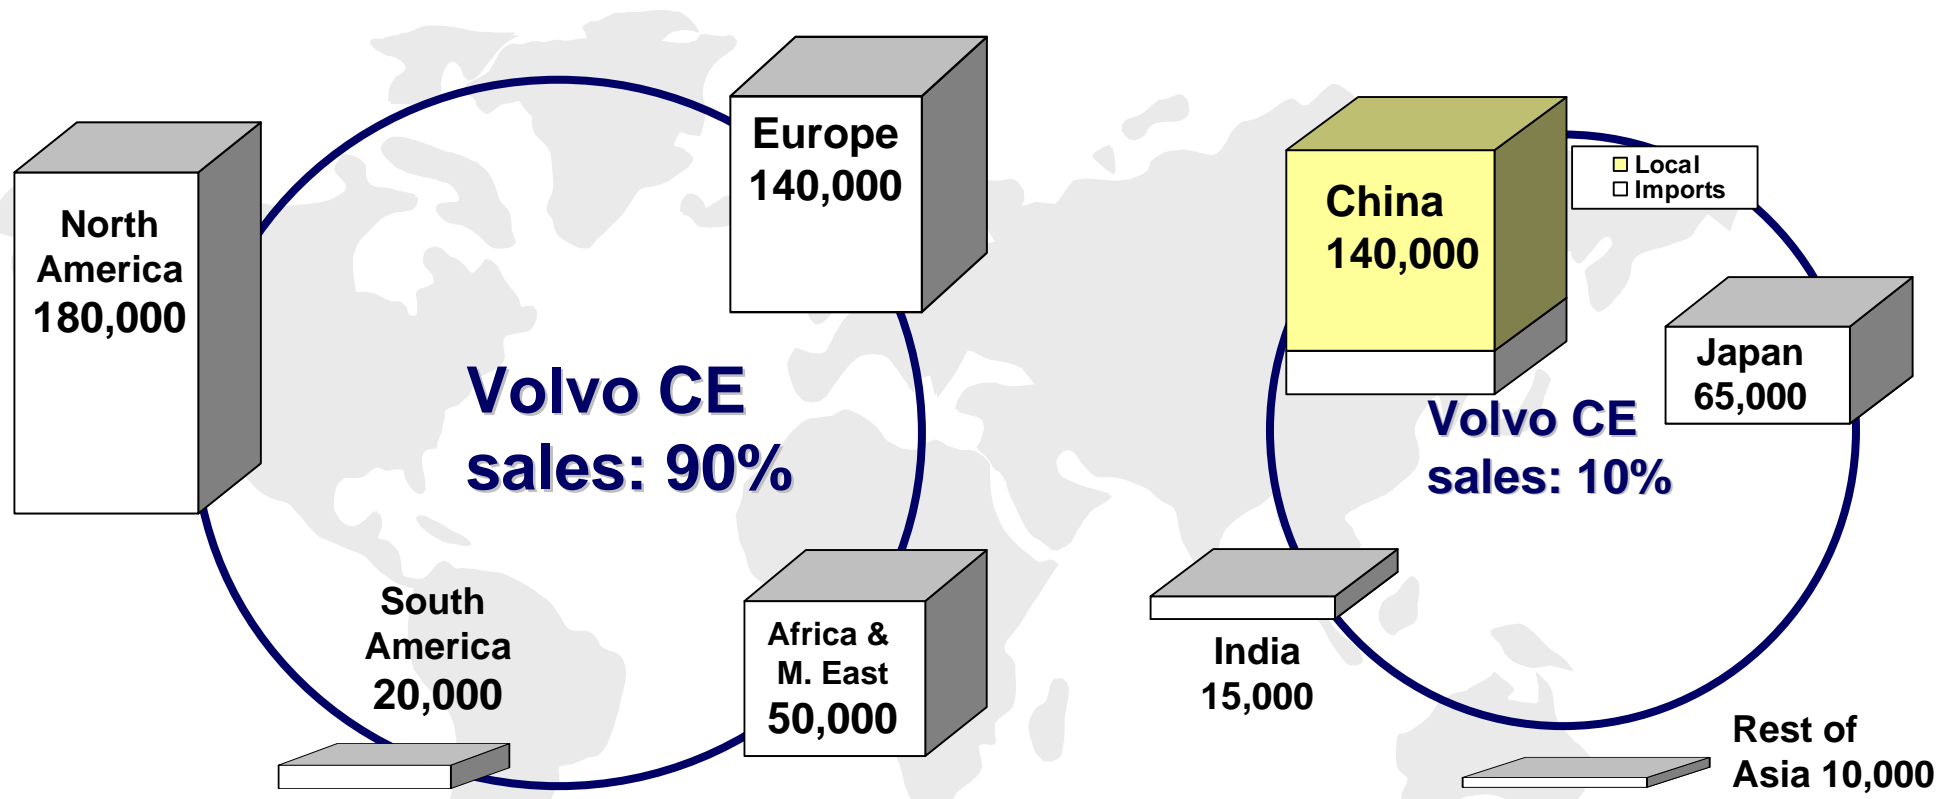 North
America
180,000
Europe
140,000
Volvo CE
sales: 90%
South
America
20,000
Africa &
M. East
50,000
China
140,000
Local
Imports
Japan
65,000
Volvo CE
sales: 10%
India
15,000
Rest of
Asia 10,000